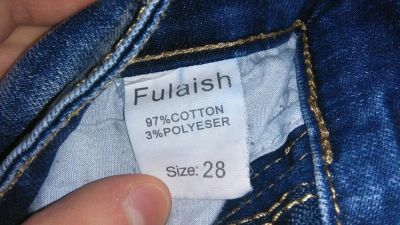 Fulaish
97%COTTON
3%POLYESER
Size: 28